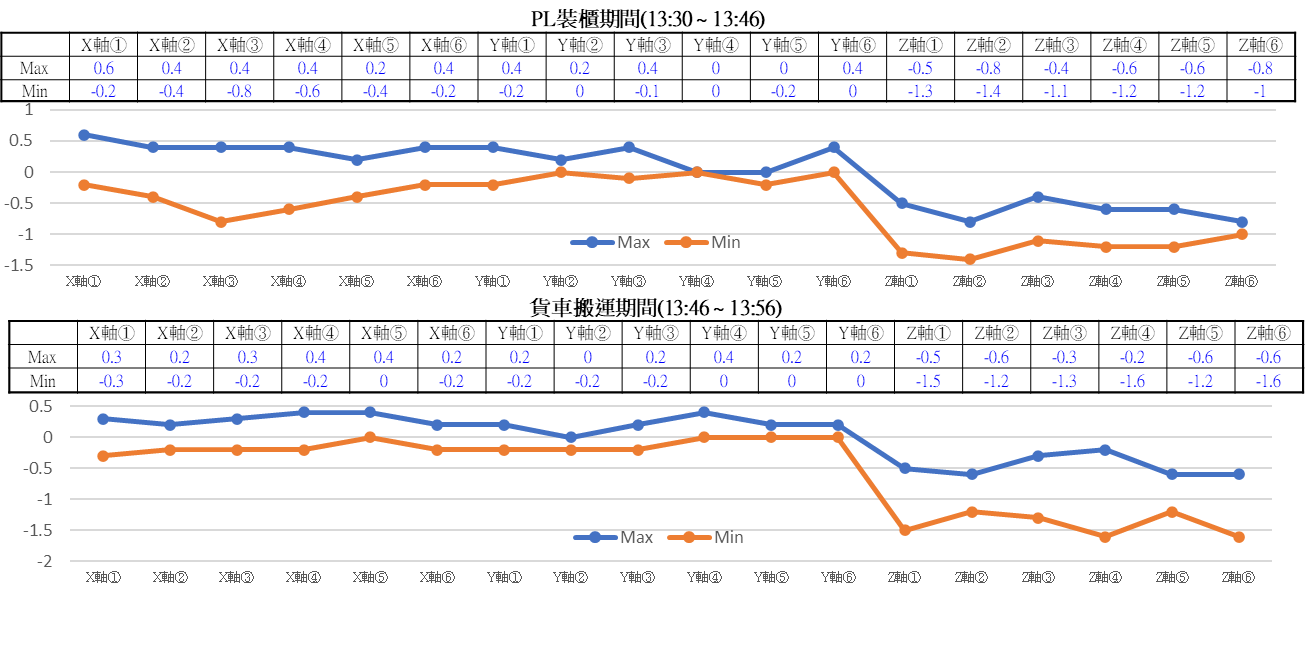 PL裝櫃期間(13:30 ~ 13:46)
X軸① X軸② X軸③ X軸④ X軸⑤ X軸⑥ Y軸① Y軸② Y軸③ Y軸④ Y軸⑤ Y軸⑥ Z軸① Z軸② Z軸③ Z軸④ Z軸⑤ Z軸⑥
Max 0.6 0.4 0.4 0.4 0.2 0.4 0.4 0.2 0.4 0 0 0.4 -0.5 -0.8 -0.4 -0.6 -0.6 -0.8
Min -0.2 -0.4 -0.8 -0.6 -0.4 -0.2 -0.2 0 -0.1 0 -0.2 0 -1.3 -1.4 -1.1 -1.2 -1.2 -1
1
0.5
0
-0.5
-1
Max Min
-1.5
X軸① X軸② X軸③ X軸④ X軸⑤ X軸⑥ Y軸① Y軸② Y軸③ Y軸④ Y軸⑤ Y軸⑥ Z軸① Z軸② Z軸③ Z軸④ Z軸⑤ Z軸⑥
貨車搬運期間(13:46 ~ 13:56)
X軸① X軸② X軸③ X軸④ X軸⑤ X軸⑥ Y軸① Y軸② Y軸③ Y軸④ Y軸⑤ Y軸⑥ Z軸① Z軸② Z軸③ Z軸④ Z軸⑤ Z軸⑥
Max 0.3 0.2 0.3 0.4 0.4 0.2 0.2 0 0.2 0.4 0.2 0.2 -0.5 -0.6 -0.3 -0.2 -0.6 -0.6
Min -0.3 -0.2 -0.2 -0.2 0 -0.2 -0.2 -0.2 -0.2 0 0 0 -1.5 -1.2 -1.3 -1.6 -1.2 -1.6
0.5
0
-0.5
-1
-1.5
Max Min
-2
X軸① X軸② X軸③ X軸④ X軸⑤ X軸⑥ Y軸① Y軸② Y軸③ Y軸④ Y軸⑤ Y軸⑥ Z軸① Z軸② Z軸③ Z軸④ Z軸⑤ Z軸⑥